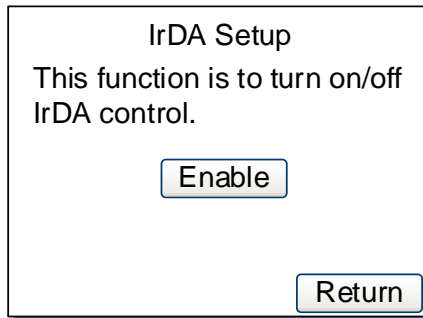 IrDA Setup
This function is to turn on/off
IrDA control.
Enable
Return